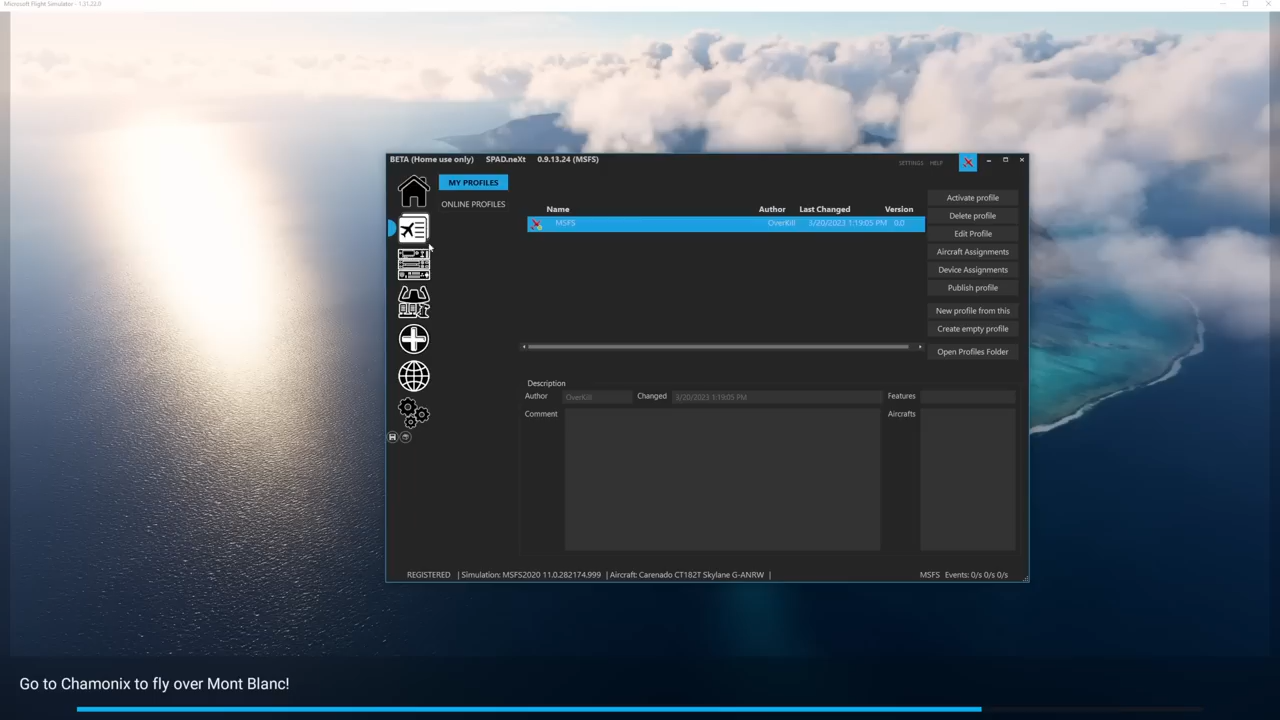 Microsoft Flight Simulator - 1.31.22.0
BETA (Home use only) SPAD.neXt 0.9.13.24 (MSFS)
SETTINGS HELP
MY PROFILES
ONLINE PROFILES
Name Author Last Changed Version
MSFS OverKill 3/20/2023 1:19:05 PM 0.0
Activate profile
Delete profile
Edit Profile
Aircraft Assignments
Device Assignments
Publish profile
New profile from this
Create empty profile
Open Profiles Folder
Description
Author OverKill Changed 3/20/2023 1:19:05 PM Features
Comment Aircrafts
REGISTERED | Simulation: MSFS2020 11.0.282174.999 | Aircraft: Carenado CT182T Skylane G-ANRW | MSFS Events: 0/s 0/s 0/s
Go to Chamonix to fly over Mont Blanc!